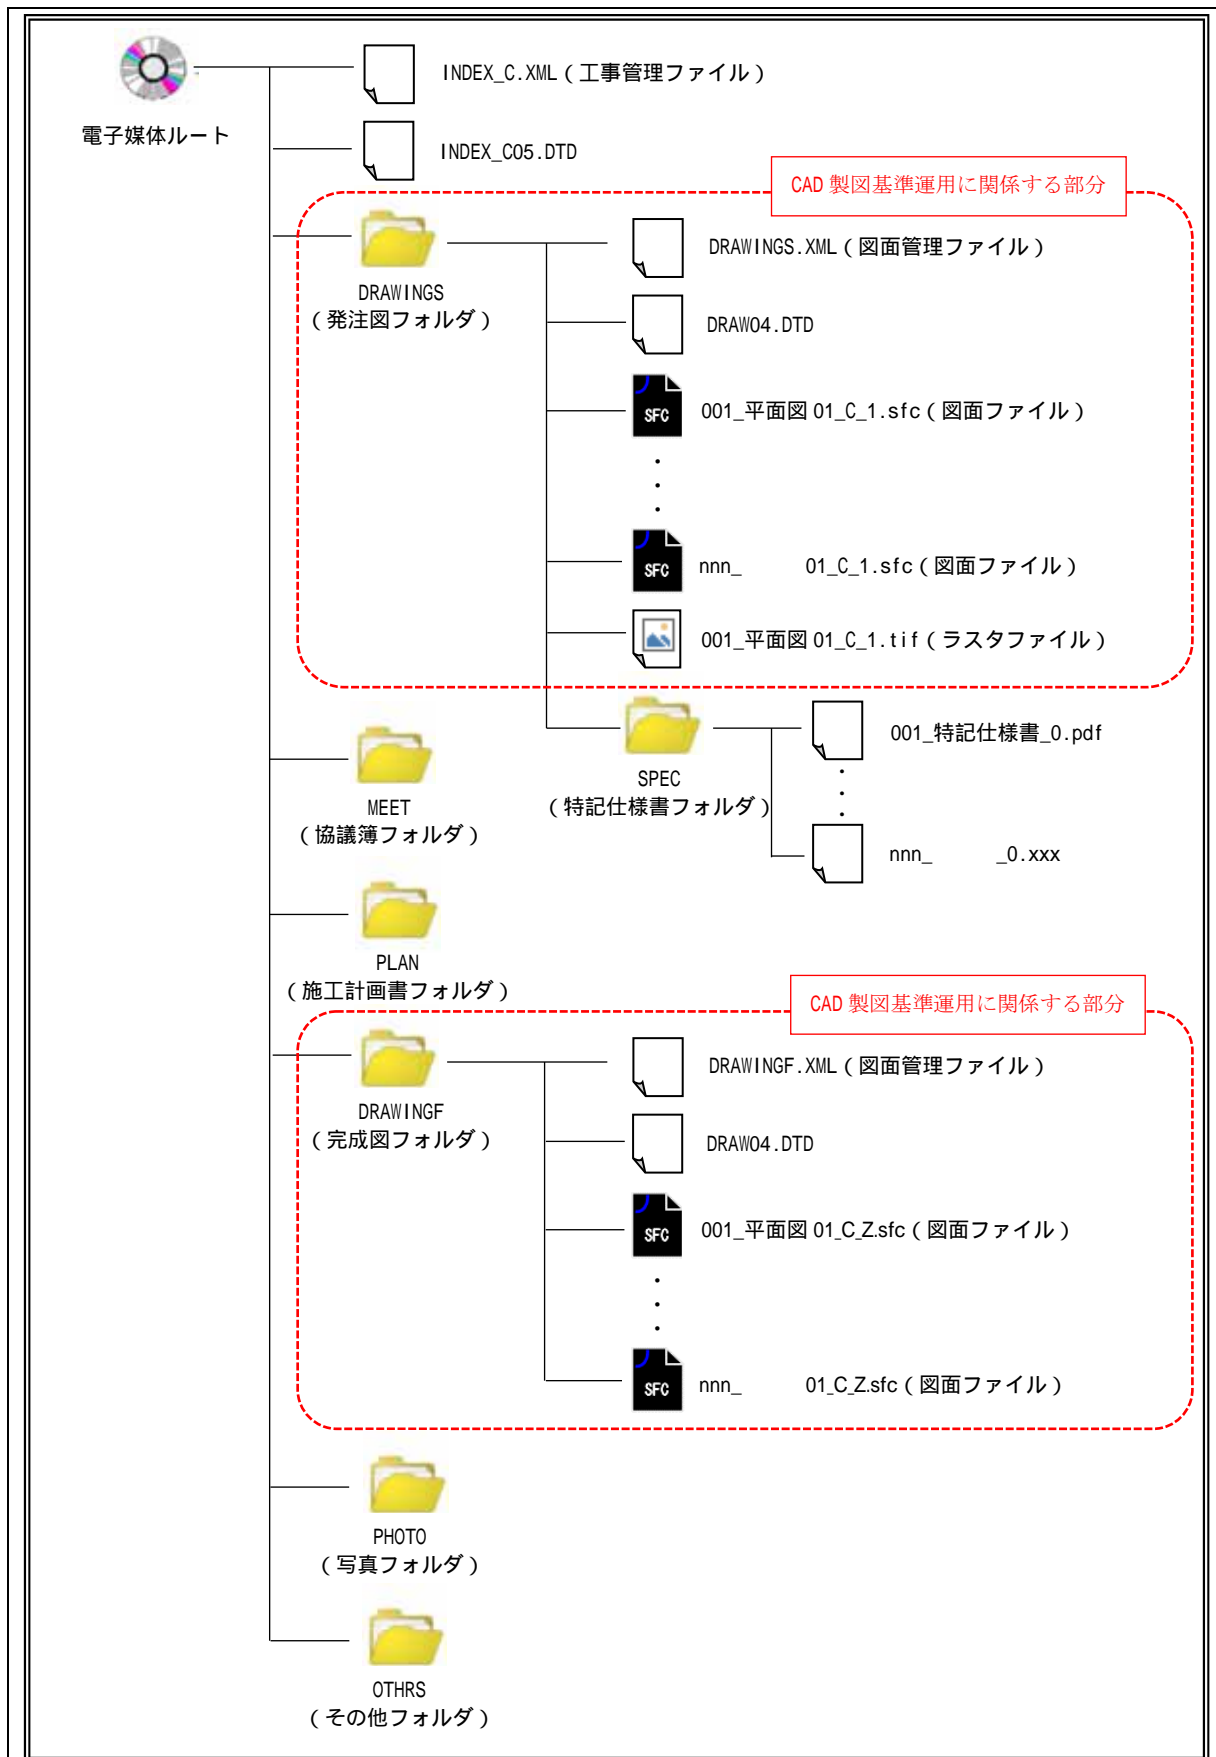 INDEX_C.XML(工事管理ファイル)
電子媒体ルート
INDEX_C05.DTD
CAD 製図基準運用に関係する部分
DRAWINGS.XML(図面管理ファイル)
DRAWINGS
(発注図フォルダ)
DRAW04.DTD
SFC
001_平面図 01_C_1.sfc(図面ファイル)
・
・
・
SFC
nnn_ 01_C_1.sfc(図面ファイル)
001_平面図 01_C_1.tif(ラスタファイル)
001_特記仕様書_0.pdf
SPEC
(特記仕様書フォルダ)
・
・
・
MEET
(協議簿フォルダ)
nnn_ _0.xxx
PLAN
(施工計画書フォルダ)
CAD 製図基準運用に関係する部分
DRAWINGF.XML(図面管理ファイル)
DRAWINGF
(完成図フォルダ)
DRAW04.DTD
SFC
001_平面図 01_C_Z.sfc(図面ファイル)
・
・
・
SFC
nnn_ 01_C_Z.sfc(図面ファイル)
PHOTO
(写真フォルダ)
OTHRS
(その他フォルダ)